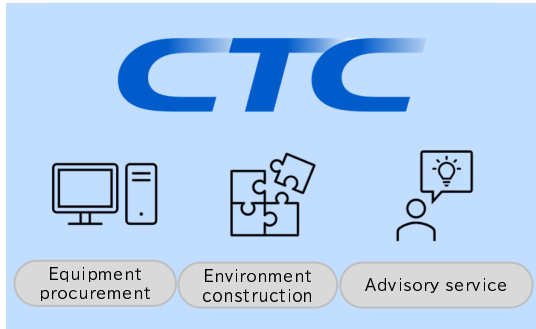 CTC
Equipment
procurement
Environment
construction
Advisory service